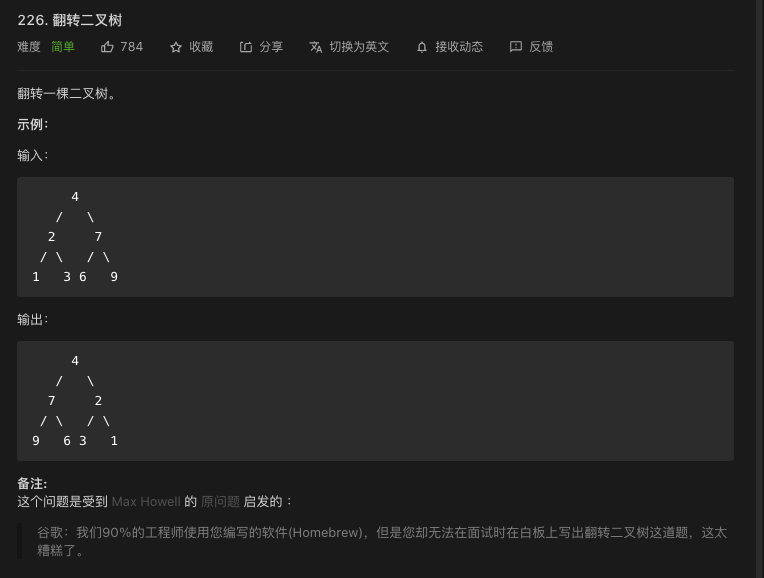 226. 翻转二叉树
难度 简单 784 收藏 分享 切换为英文 接收动态 反馈
翻转一棵二叉树。
示例：
输入：
4
/ \
2 7
/ \ / \
1 3 6 9
输出：
4
/ \
7 2
/ \ / \
9 6 3 1
备注:
这个问题是受到 Max Howell 的 原问题 启发的 ：
谷歌：我们90％的工程师使用您编写的软件(Homebrew)，但是您却无法在面试时在白板上写出翻转二叉树这道题，这太
糟糕了。